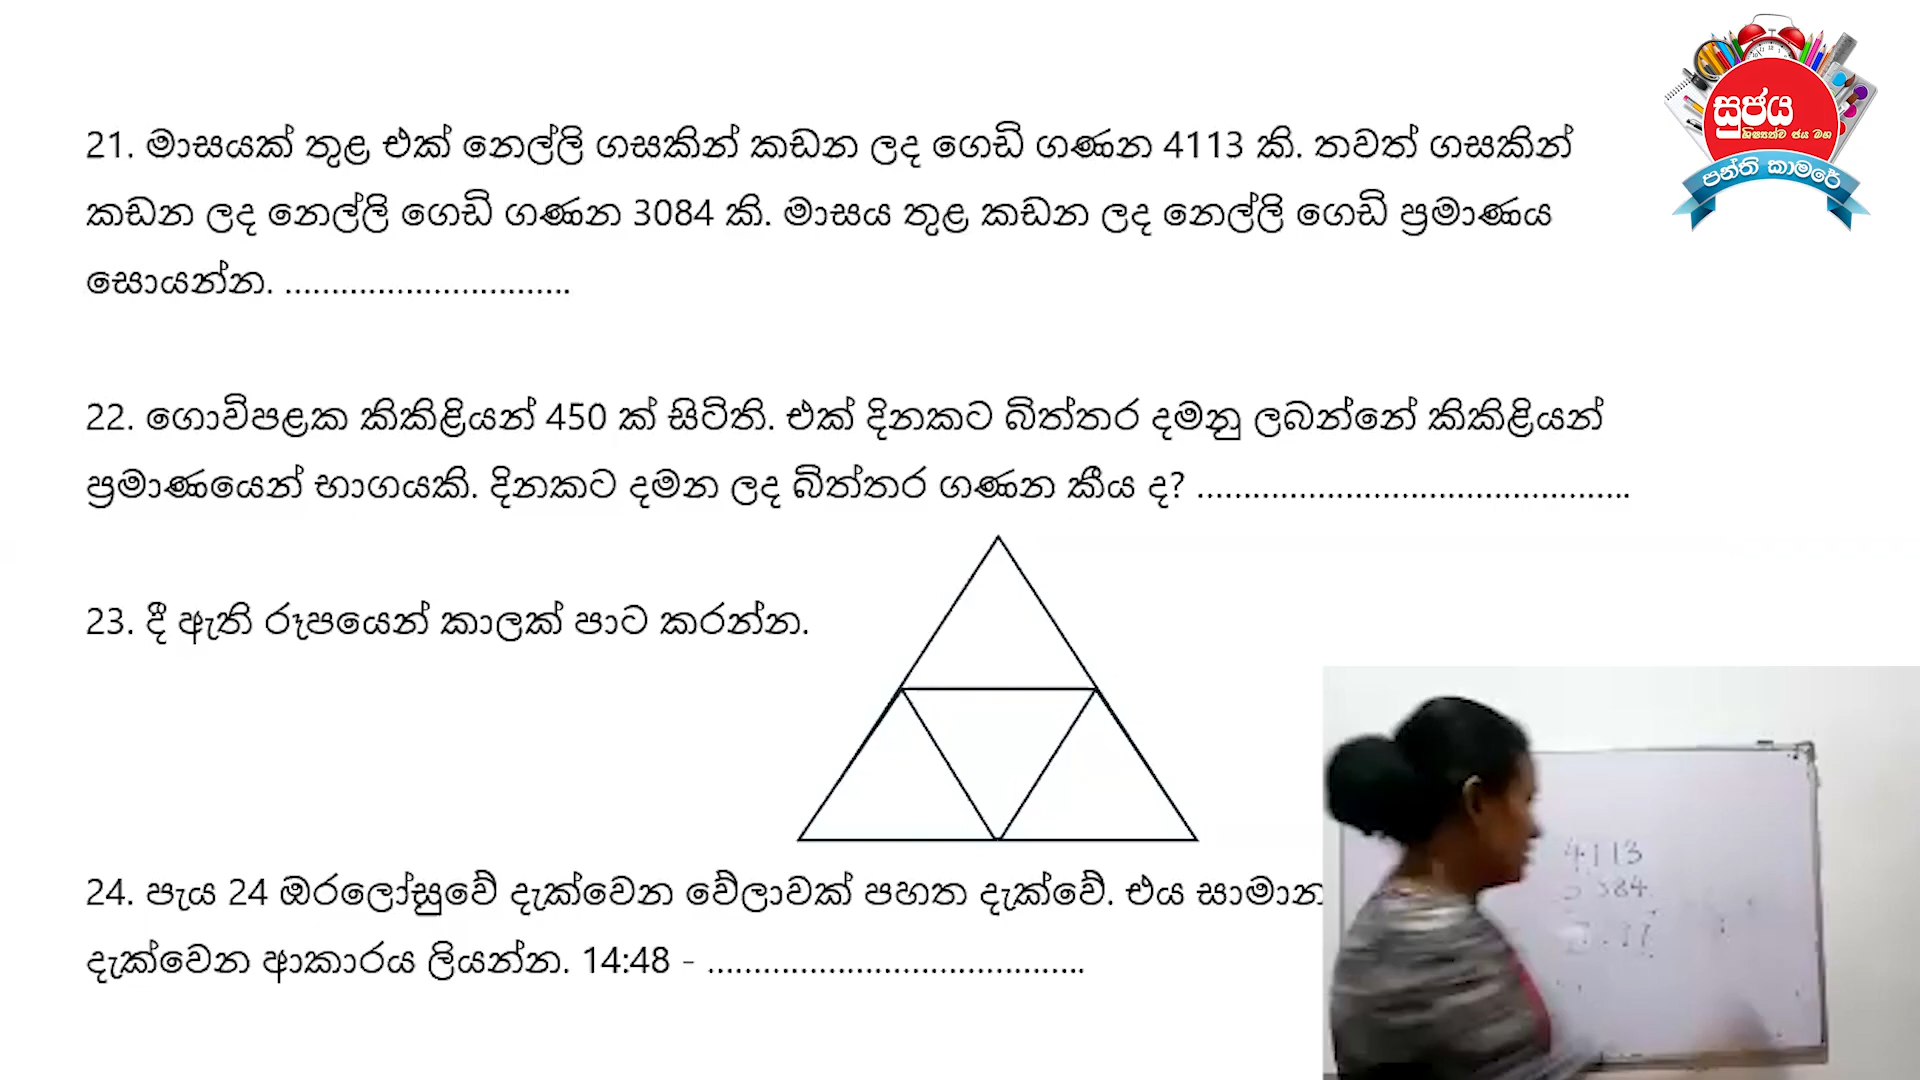 සුජය
ශිෂ්‍යත්ව ජය මග
පන්ති කාමරේ
21. මාසයක් තුළ එක් නෙල්ලි ගසකින් කඩන ලද ගෙඩි ගණන 4113 කි. තවත් ගසකින්
කඩන ලද නෙල්ලි ගෙඩි ගණන 3084 කි. මාසය තුළ කඩන ලද නෙල්ලි ගෙඩි ප්‍රමාණය
සොයන්න. ...............................
22. ගොවිපළක කිකිළියන් 450 ක් සිටිති. එක් දිනකට බිත්තර දමනු ලබන්නේ කිකිළියන්
ප්‍රමාණයෙන් භාගයකි. දිනකට දමන ලද බිත්තර ගණන කීය ද? ...............................................
23. දී ඇති රූපයෙන් කාලක් පාට කරන්න.
24. පැය 24 ඔරලෝසුවේ දැක්වෙන වේලාවක් පහත දැක්වේ. එය සාමාන
දැක්වෙන ආකාරය ලියන්න. 14:48 - .........................................
4113